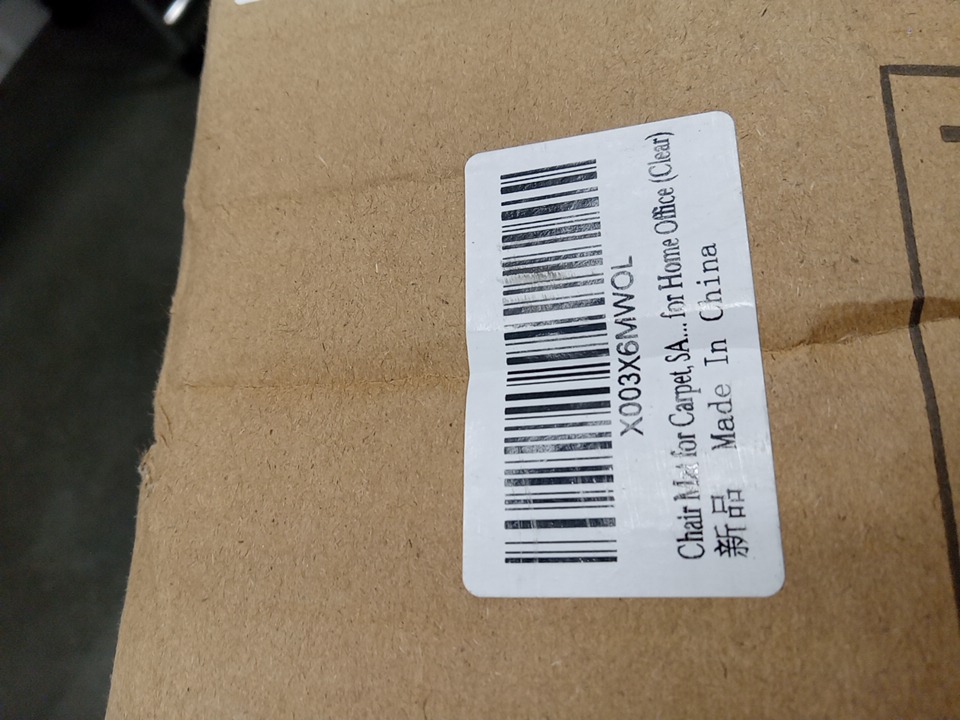 X003X6MWOL
Chair Mat for Carpet, SA... for Home Office (Clear)
新品 Made In China